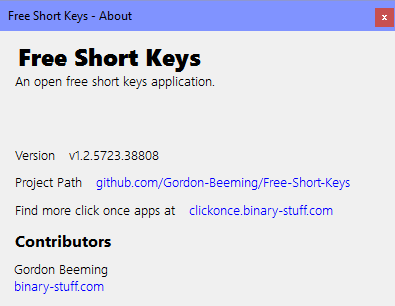 Free Short Keys - About
x
Free Short Keys
An open free short keys application.
Version v1.2.5723.38808
Project Path github.com/Gordon-Beeming/Free-Short-Keys
Find more click once apps at clickonce.binary-stuff.com
Contributors
Gordon Beeming
binary-stuff.com